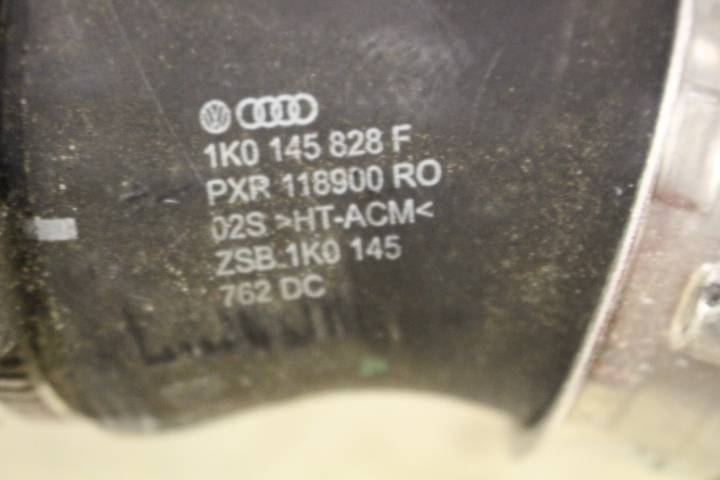 1K0 145 828 F
PXR 118900 RO
02S >HT-ACM<
ZSB.1K0 145
762 DC